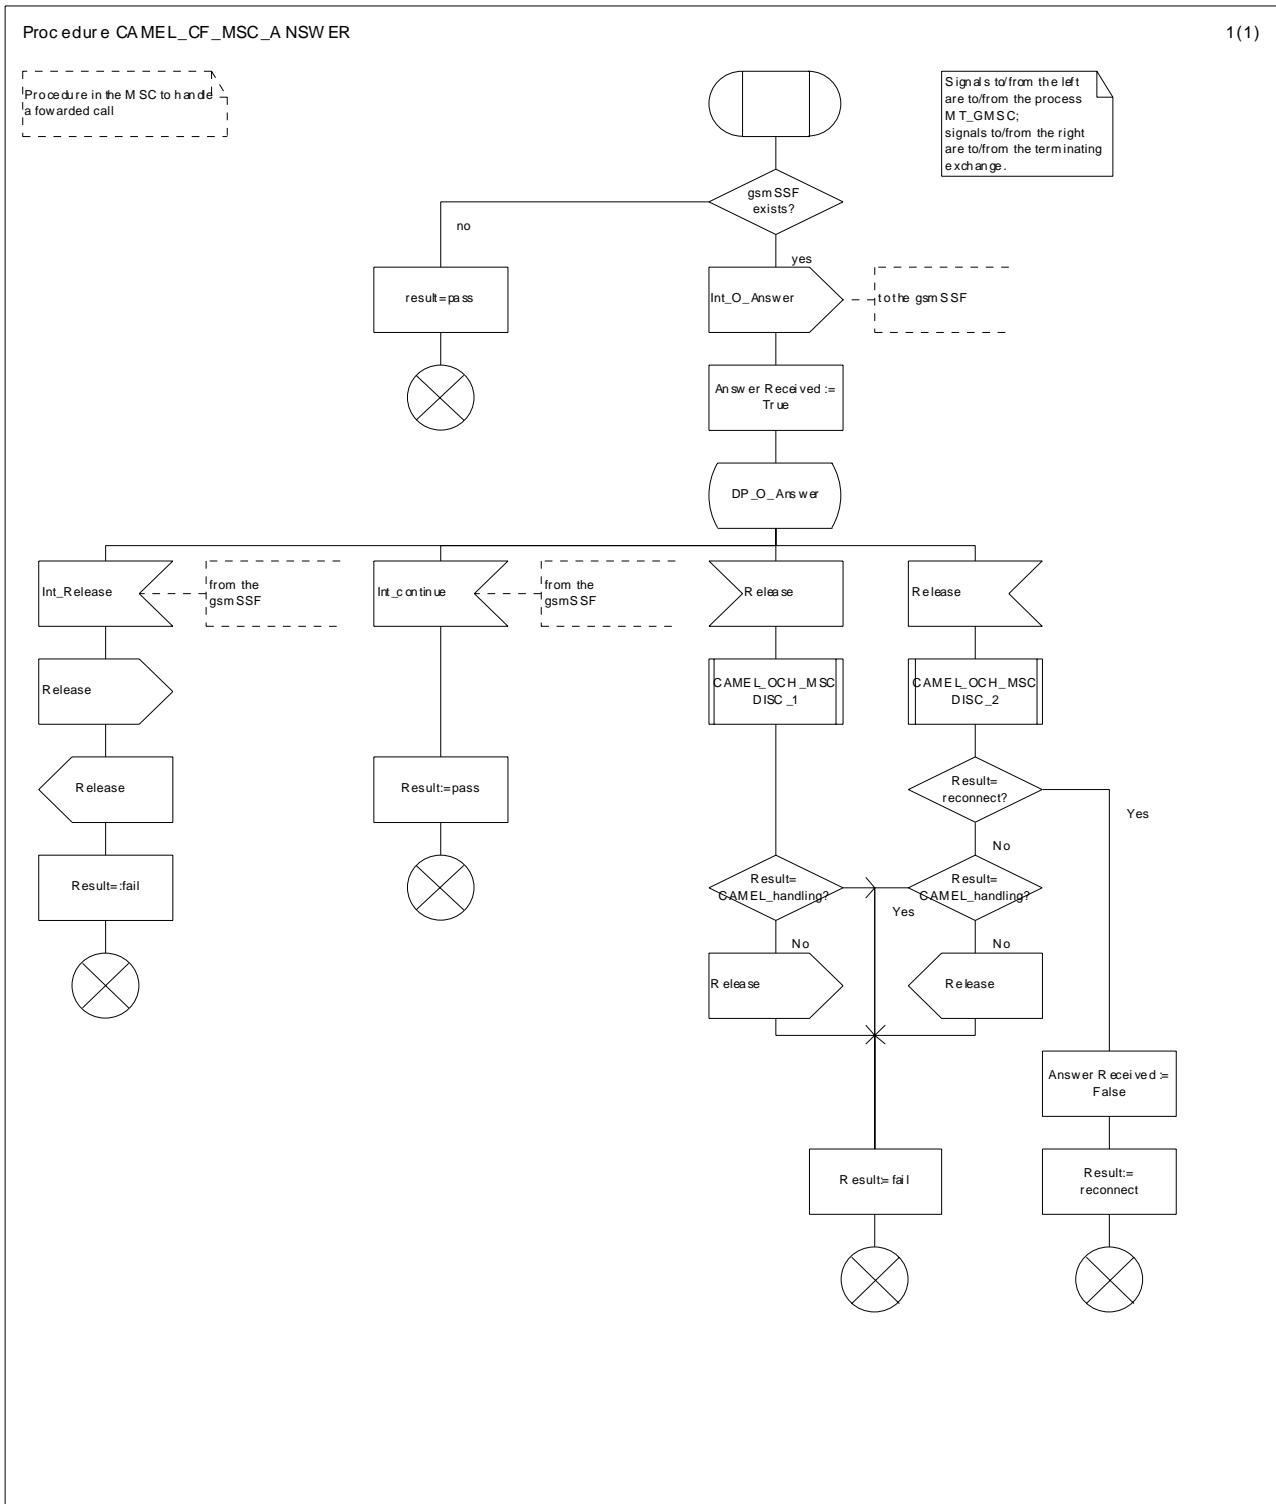 Procedure CAMEL_CF_MSC_ANSWER
1(1)
Procedure in the MSC to handle
a fowarded call
Signals to/from the left
are to/from the process
MT_GMSC;
signals to/from the right
are to/from the terminating
exchange.
gsmSSF
exists?
no
yes
result=pass
Int_O_Answer
to the gsmSSF
Answer Received :=
True
DP_O_Answer
Int_Release
from the
gsmSSF
Int_continue
from the
gsmSSF
Release
Release
Release
CAMEL_OCH_MSC
DISC_1
CAMEL_OCH_MSC
DISC_2
Release
Result:=pass
Result=
reconnect?
Yes
No
Result=:fail
Result=
CAMEL_handling?
Result=
CAMEL_handling?
Yes
No
No
Release
Release
Answer Received :=
False
Result:=fail
Result:=
reconnect